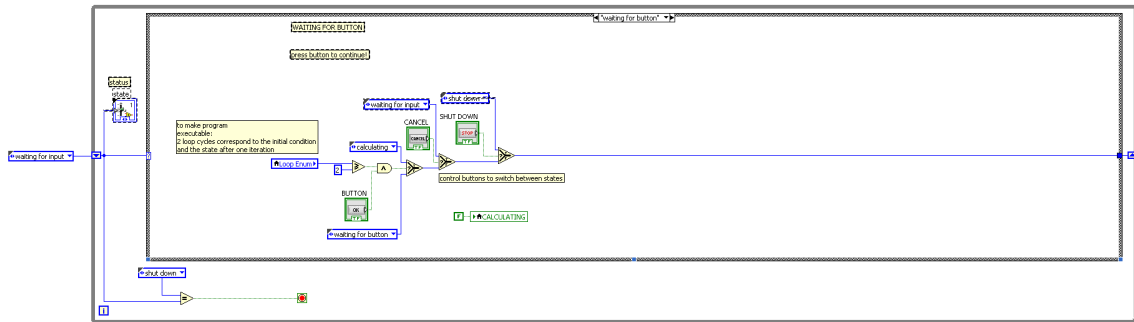 "waiting for button"
WAITING FOR BUTTON
press button to continue!
status
state
waiting for input
shut down
CANCEL
SHUT DOWN
to make program
executable:
2 loop cycles correspond to the initial condition
and the state after one iteration
CANCEL
STOP
calculating
waiting for input
Loop Enum
2
control buttons to switch between states
BUTTON
OK
F
CALCULATING
waiting for button
shut down
i